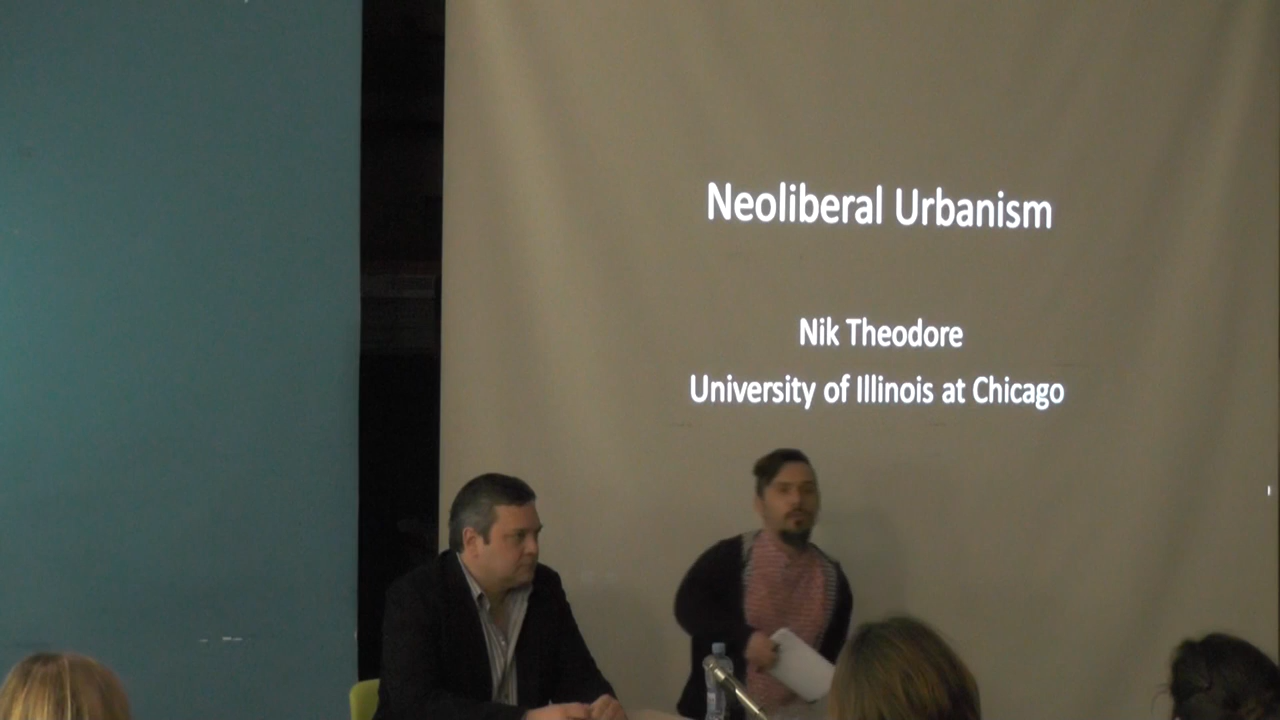 Neoliberal Urbanism
Nik Theodore
University of Illinois at Chicago